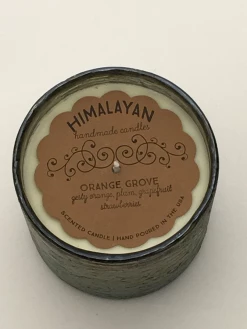 HIMALAYAN
handmade candles
ORANGE GROVE
zesty orange, plum, grapefruit
strawberries
SCENTED CANDLE | HAND POURED IN THE USA